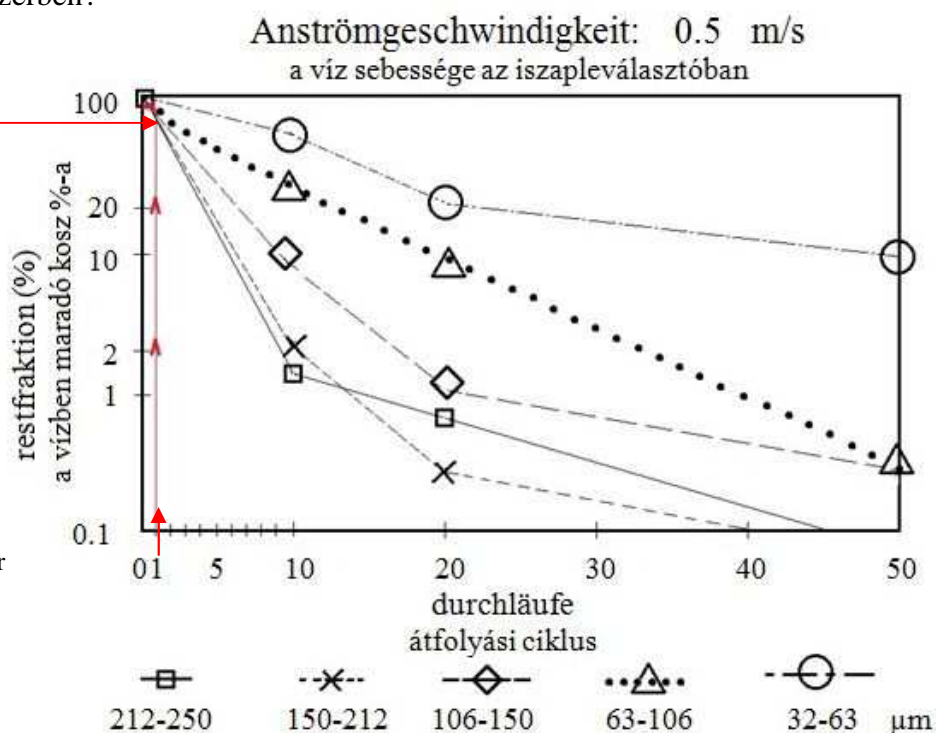 zerben?
Anströmgeschwindigkeit: 0.5 m/s
a víz sebessége az iszapleválasztóban
restfraktion (%)
a vízben maradó kosz %-a
100
20
10
2
1
0.1
r
01 5 10 20 30 40 50
durchläufe
átfolyási ciklus
212-250 150-212 106-150 63-106 32-63 µm